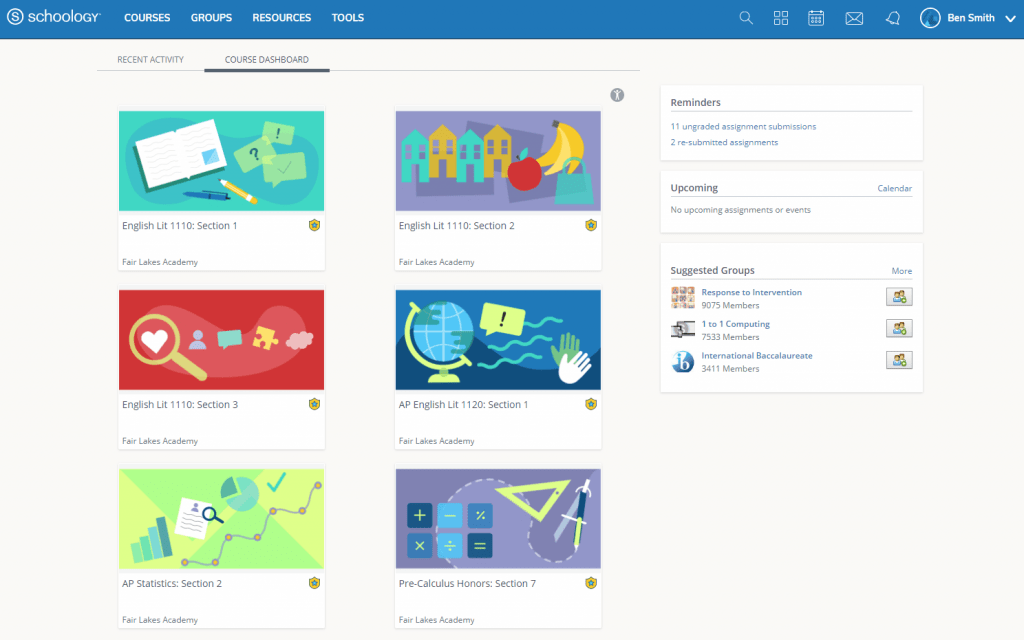 schoology
COURSES GROUPS RESOURCES TOOLS
Ben Smith
RECENT ACTIVITY
COURSE DASHBOARD
English Lit 1110: Section 1
Fair Lakes Academy
English Lit 1110: Section 2
Fair Lakes Academy
English Lit 1110: Section 3
Fair Lakes Academy
AP English Lit 1120: Section 1
Fair Lakes Academy
AP Statistics: Section 2
Fair Lakes Academy
Pre-Calculus Honors: Section 7
Fair Lakes Academy
Reminders
11 ungraded assignment submissions
2 re-submitted assignments
Upcoming Calendar
No upcoming assignments or events
Suggested Groups More
Response to Intervention
9075 Members
1 to 1 Computing
7533 Members
International Baccalaureate
3411 Members